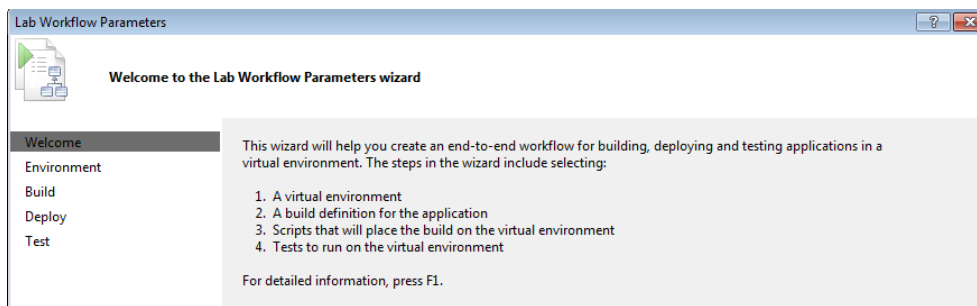 Lab Workflow Parameters
Welcome to the Lab Workflow Parameters wizard
Welcome
Environment
Build
Deploy
Test
This wizard will help you create an end-to-end workflow for building, deploying and testing applications in a
virtual environment. The steps in the wizard include selecting:
1. A virtual environment
2. A build definition for the application
3. Scripts that will place the build on the virtual environment
4. Tests to run on the virtual environment
For detailed information, press F1.